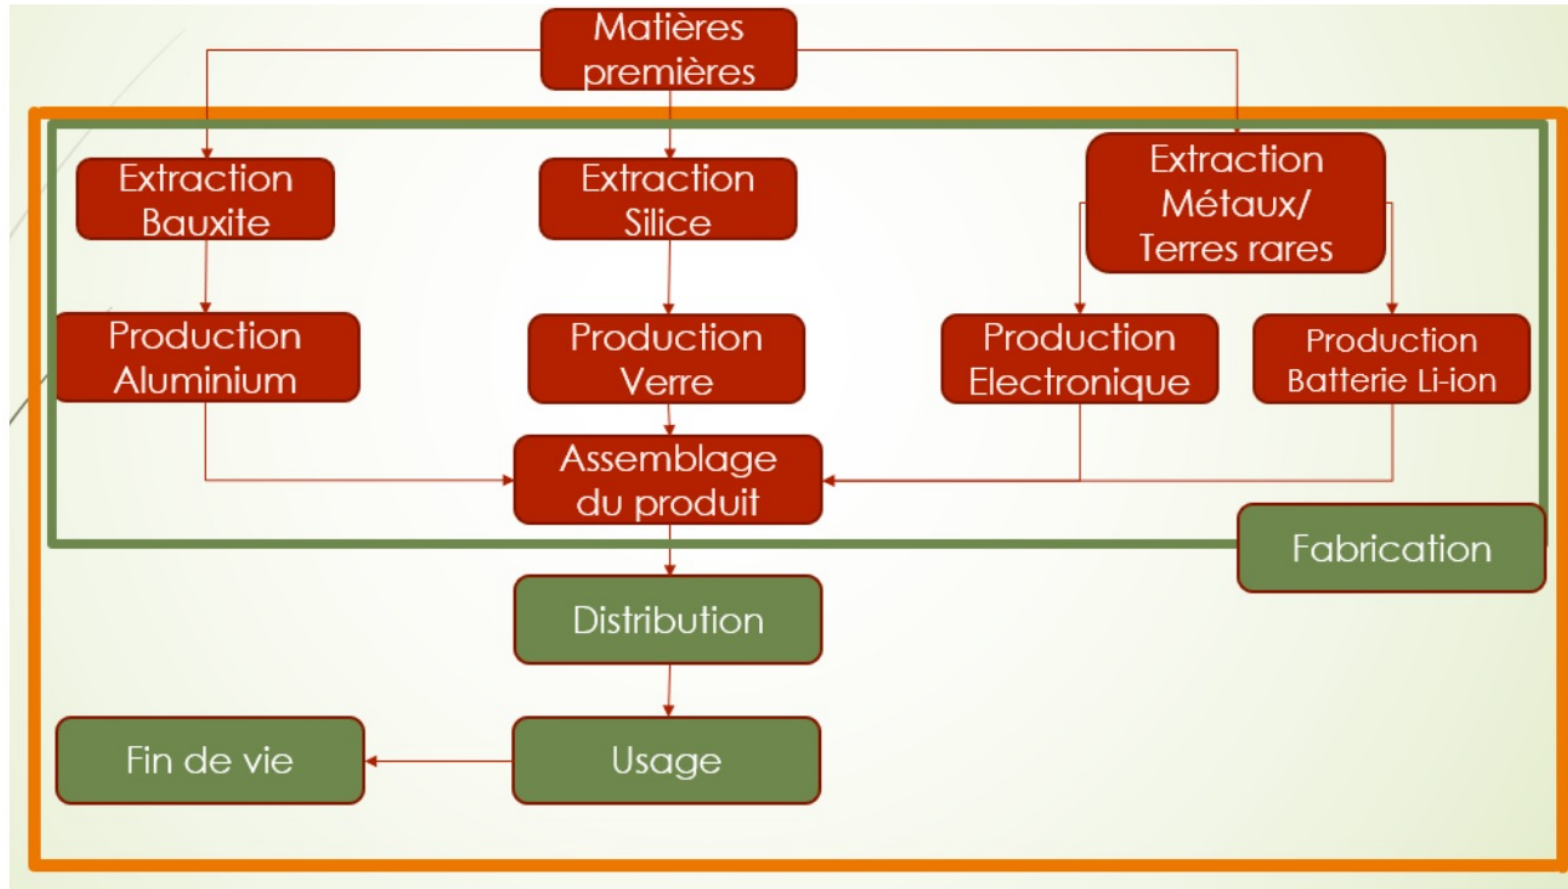 Matières
premières
Extraction
Bauxite
Extraction
Silice
Extraction
Métaux/
Terres rares
Production
Aluminium
Production
Verre
Production
Electronique
Production
Batterie Li-ion
Assemblage
du produit
Fabrication
Distribution
Fin de vie
Usage